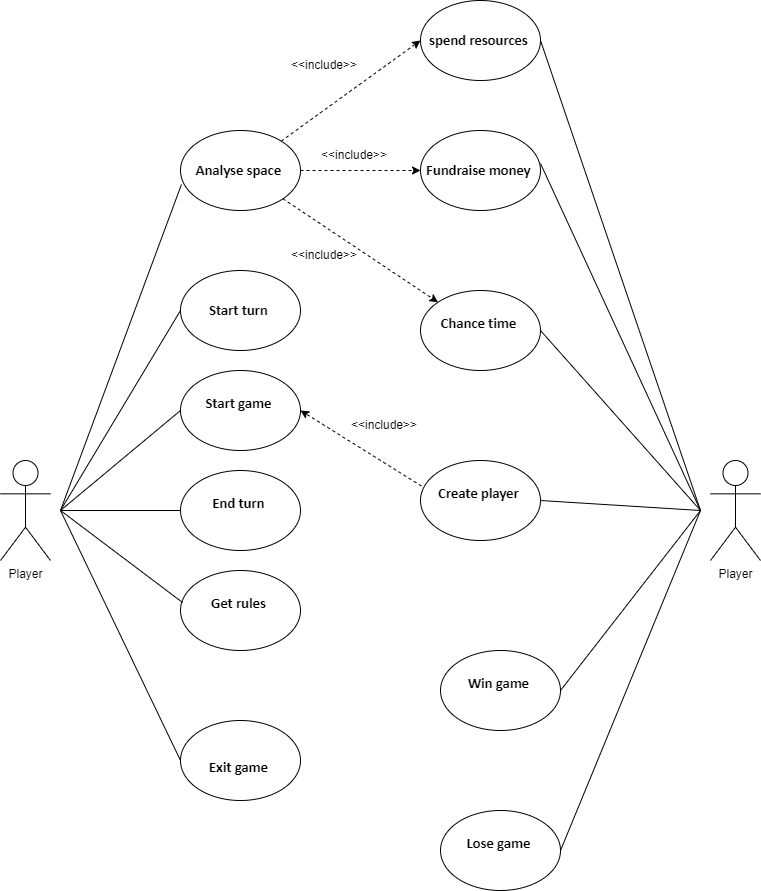 spend resources
<<include>>
<<include>>
Analyse space
Fundraise money
<<include>>
Start turn
Chance time
Start game
<<include>>
End turn
Create player
Player
Player
Get rules
Win game
Exit game
Lose game